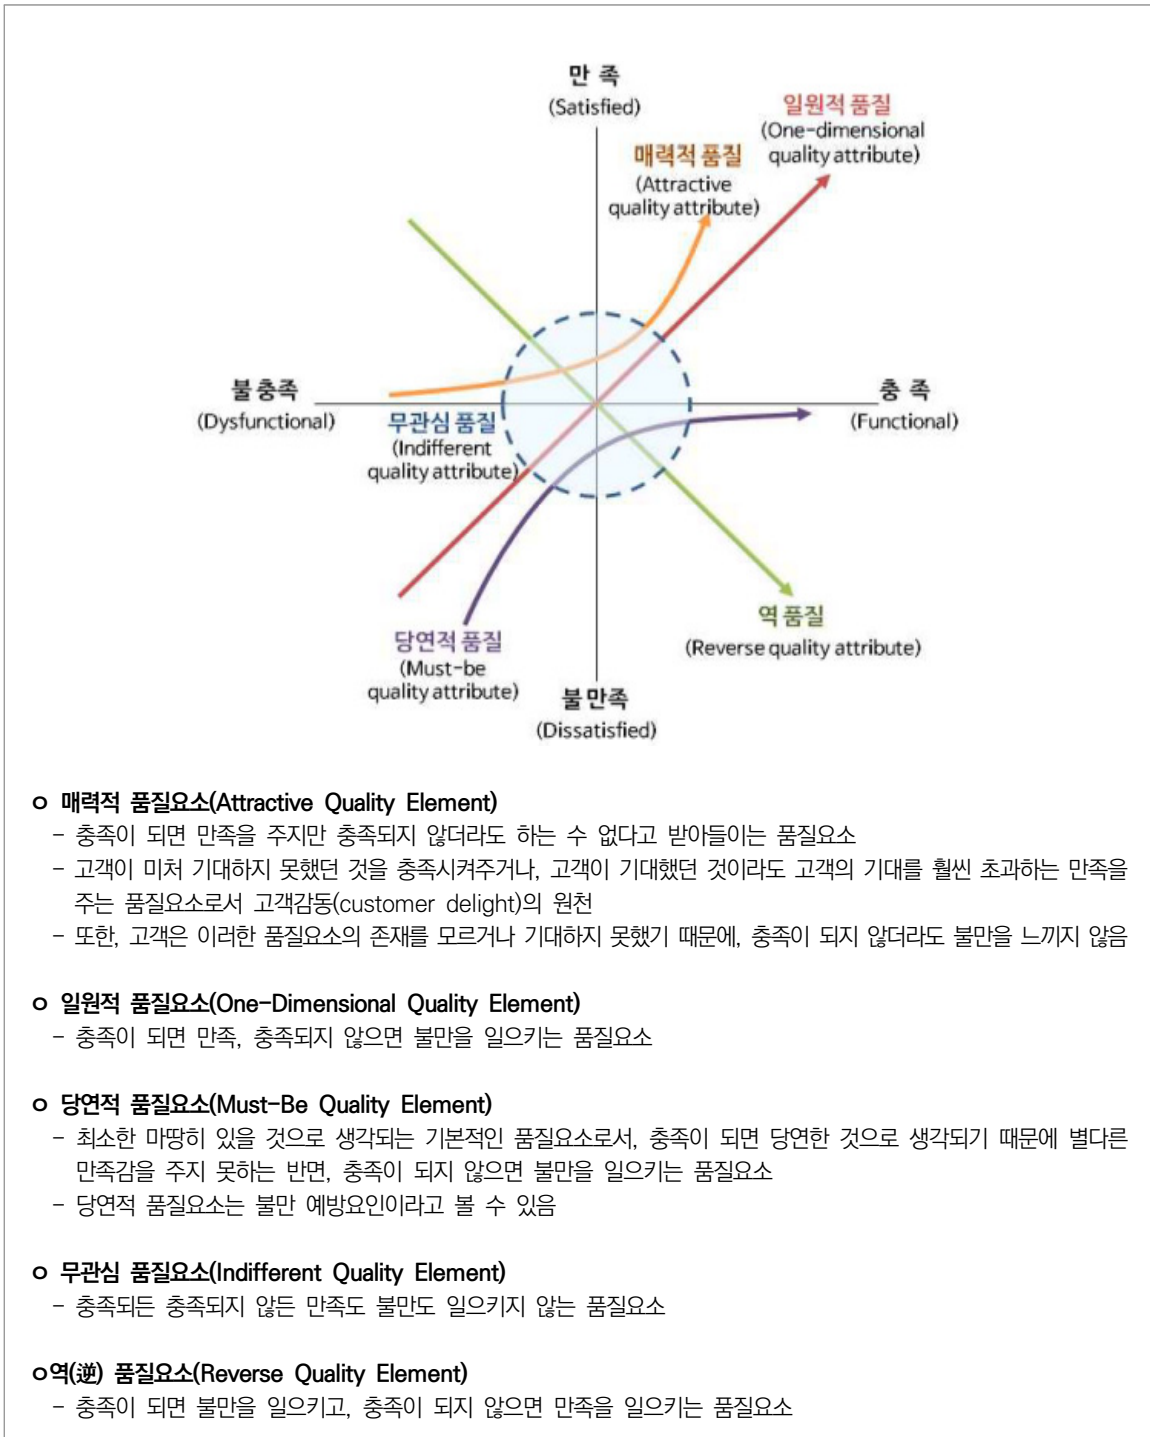 만 족
(Satisfied)
일원적 품질
(One-dimensional
quality attribute)
매력적 품질
(Attractive
quality attribute)
불충족
(Dysfunctional)
충 족
(Functional)
무관심 품질
(Indifferent
quality attribute)
당연적 품질
(Must-be
quality attribute)
역 품질
(Reverse quality attribute)
불만족
(Dissatisfied)
ㅇ 매력적 품질요소(Attractive Quality Element)
- 충족이 되면 만족을 주지만 충족되지 않더라도 하는 수 없다고 받아들이는 품질요소
- 고객이 미처 기대하지 못했던 것을 충족시켜주거나, 고객이 기대했던 것이라도 고객의 기대를 훨씬 초과하는 만족을
주는 품질요소로서 고객감동(customer delight)의 원천
- 또한, 고객은 이러한 품질요소의 존재를 모르거나 기대하지 못했기 때문에, 충족이 되지 않더라도 불만을 느끼지 않음
ㅇ 일원적 품질요소(One-Dimensional Quality Element)
- 충족이 되면 만족, 충족되지 않으면 불만을 일으키는 품질요소
ㅇ 당연적 품질요소(Must-Be Quality Element)
- 최소한 마땅히 있을 것으로 생각되는 기본적인 품질요소로서, 충족이 되면 당연한 것으로 생각되기 때문에 별다른
만족감을 주지 못하는 반면, 충족이 되지 않으면 불만을 일으키는 품질요소
- 당연적 품질요소는 불만 예방요인이라고 볼 수 있음
ㅇ 무관심 품질요소(Indifferent Quality Element)
- 충족되든 충족되지 않든 만족도 불만도 일으키지 않는 품질요소
ㅇ역(逆) 품질요소(Reverse Quality Element)
- 충족이 되면 불만을 일으키고, 충족이 되지 않으면 만족을 일으키는 품질요소